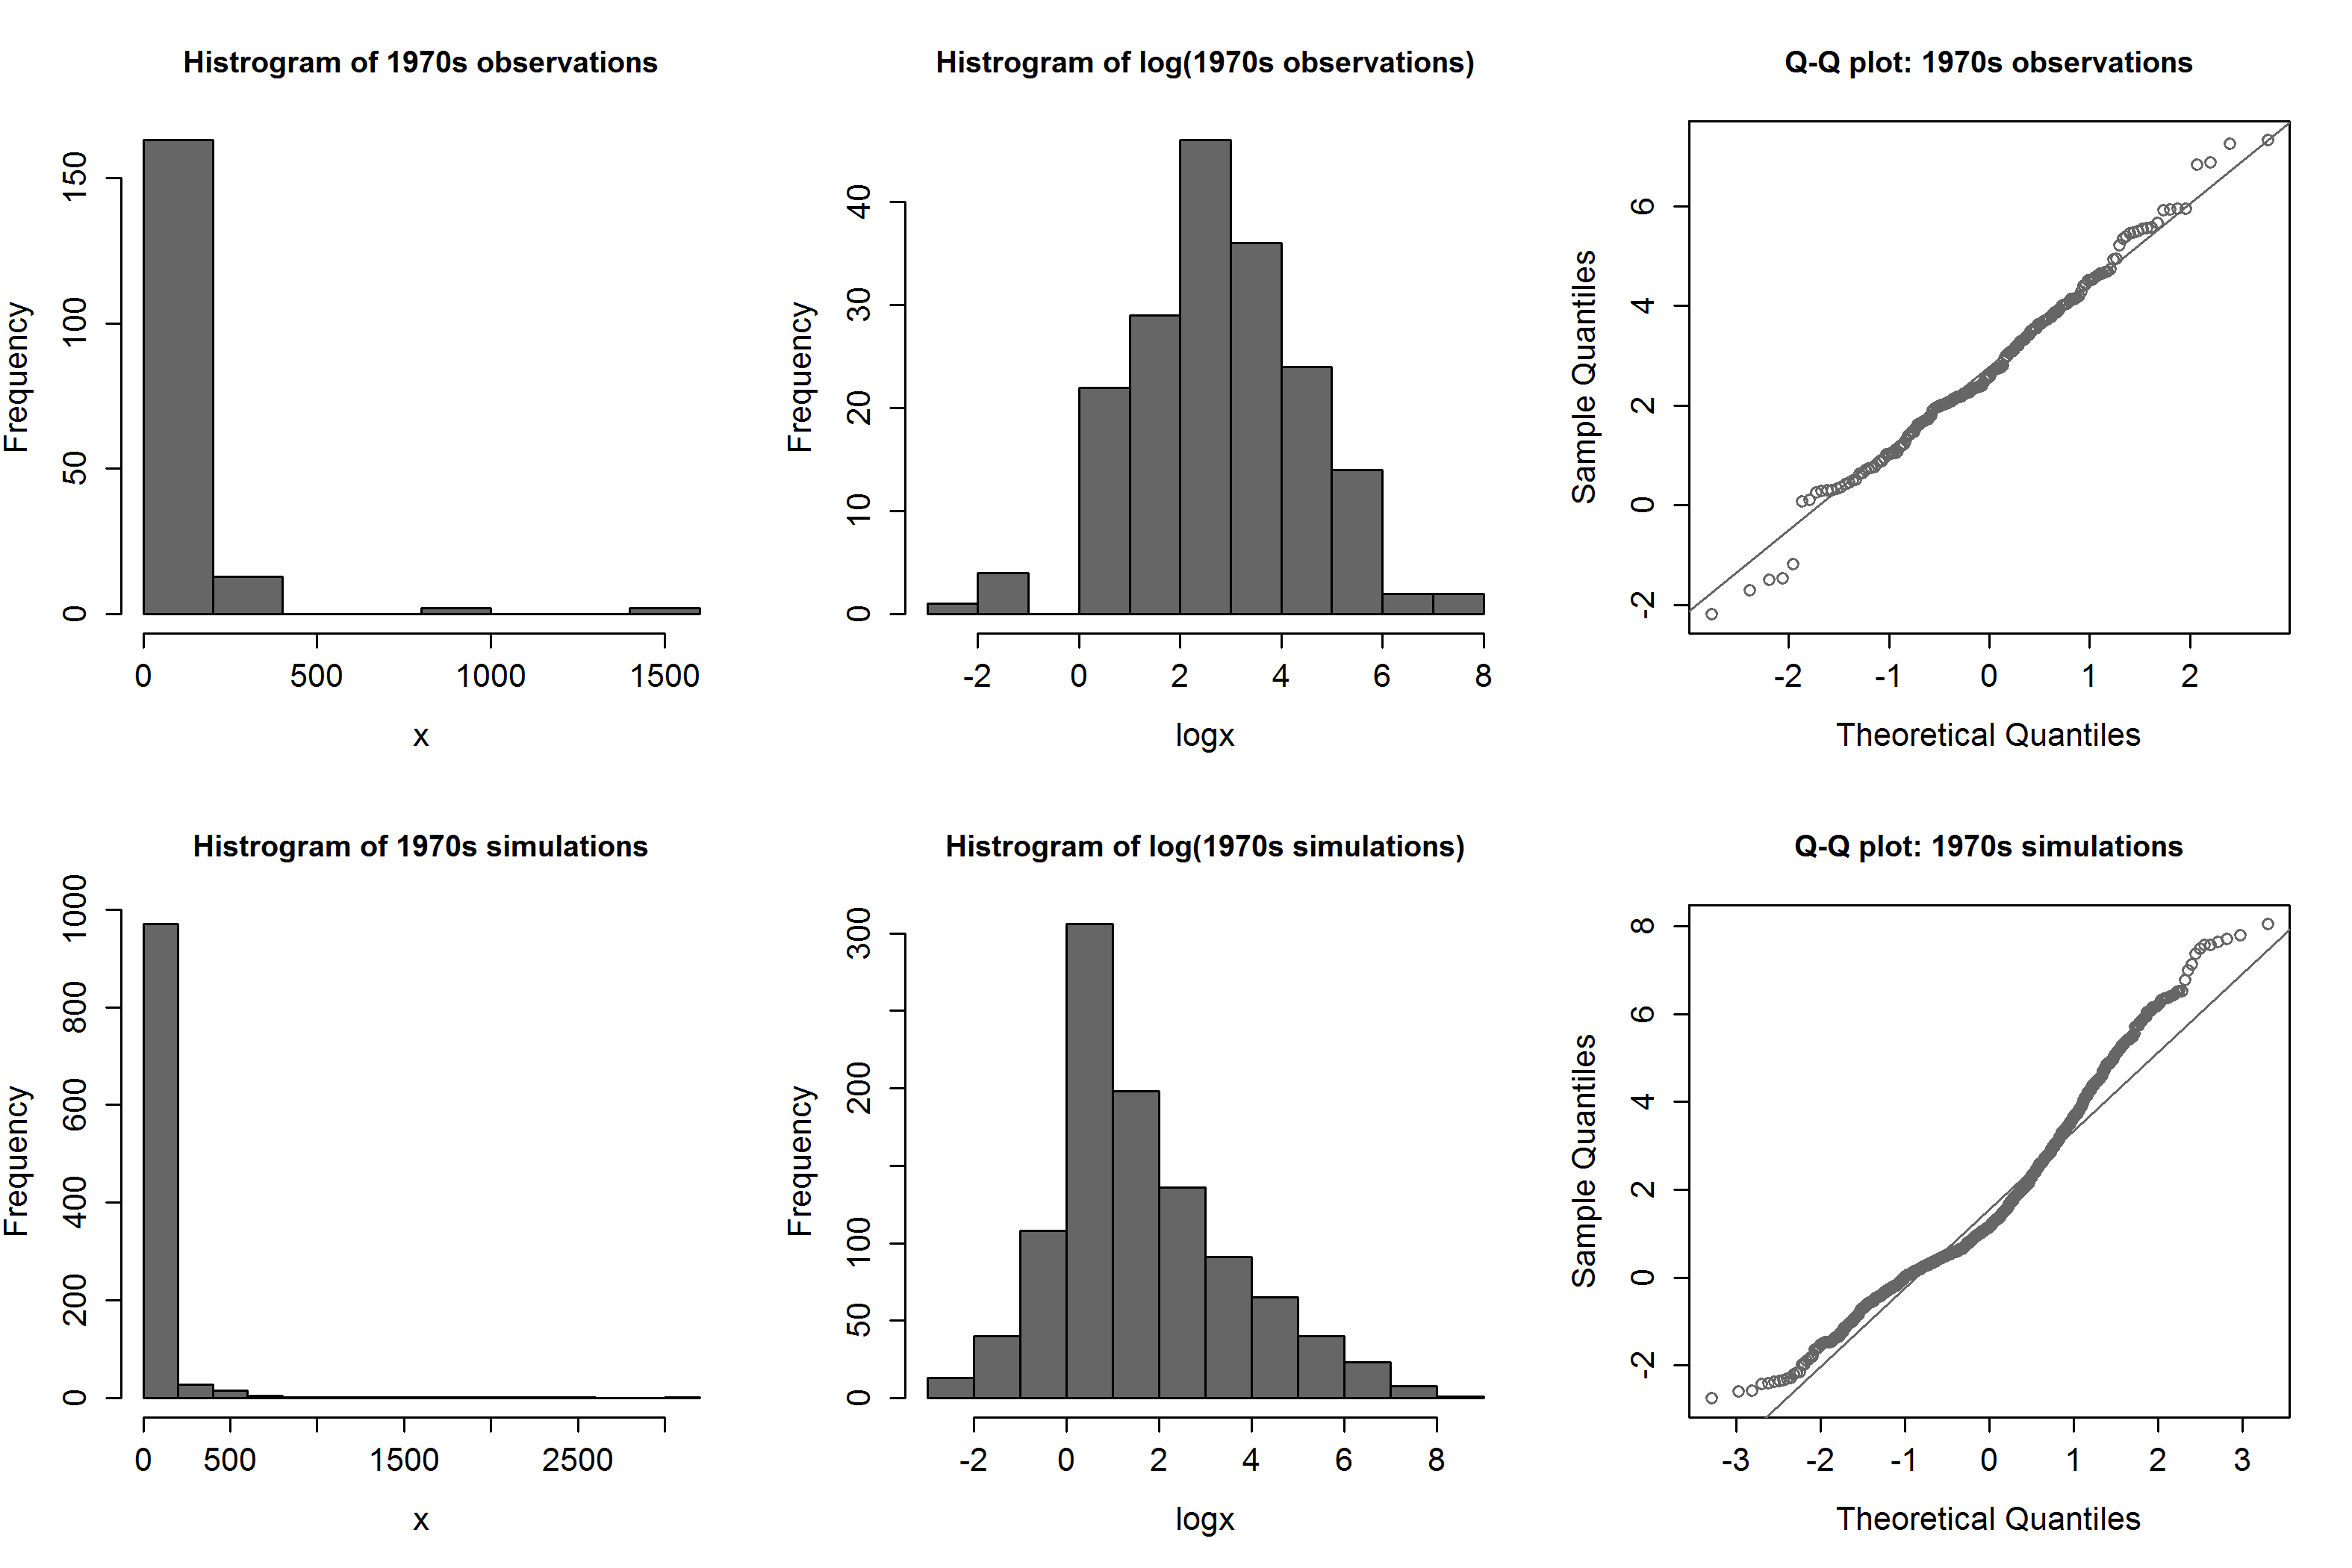 Histrogram of 1970s observations
Frequency
0 50 100 150
0 500 1000 1500
x
Histrogram of log(1970s observations)
Frequency
0 10 20 30 40
-2 0 2 4 6 8
logx
Q-Q plot: 1970s observations
Sample Quantiles
-2 0 2 4 6
-2 -1 0 1 2
Theoretical Quantiles
Histrogram of 1970s simulations
Frequency
0 200 400 600 800 1000
0 500 1500 2500
x
Histrogram of log(1970s simulations)
Frequency
0 50 100 200 300
-2 0 2 4 6 8
logx
Q-Q plot: 1970s simulations
Sample Quantiles
-2 0 2 4 6 8
-3 -2 -1 0 1 2 3
Theoretical Quantiles